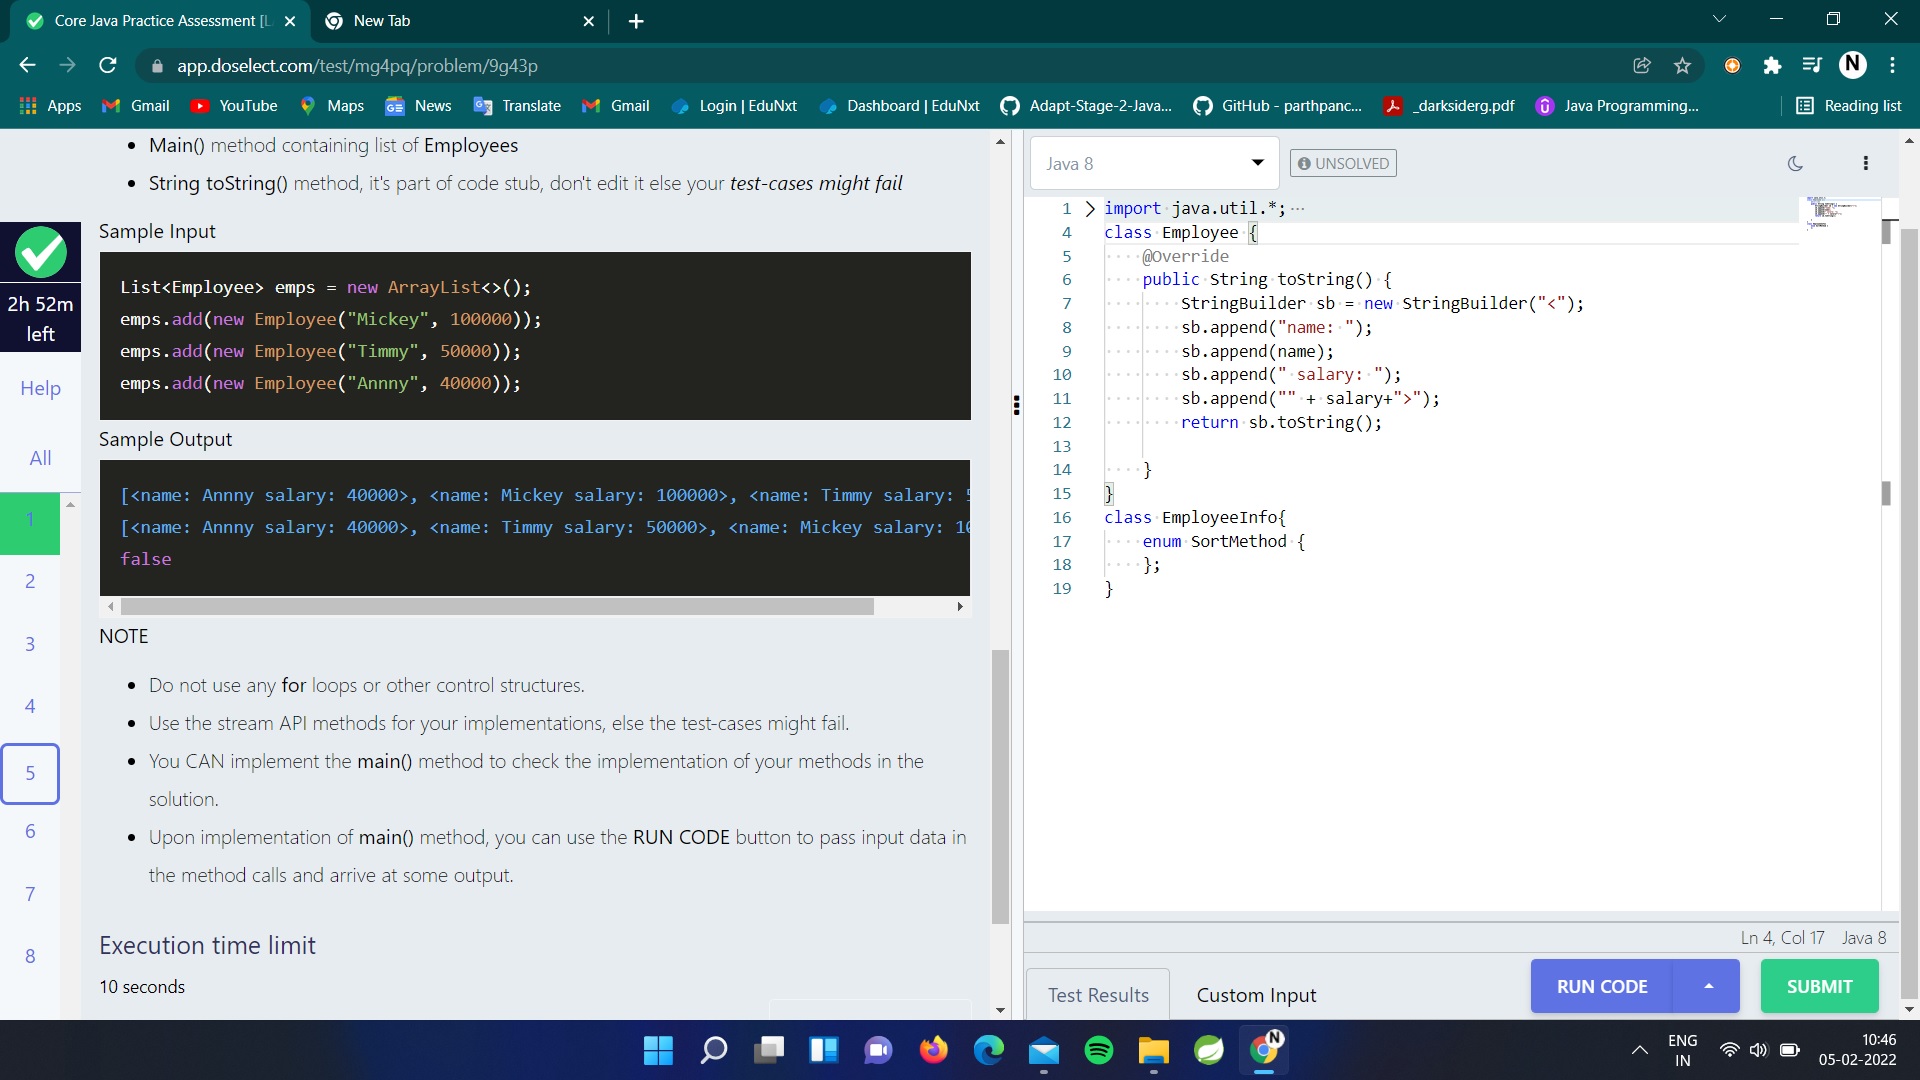 Core Java Practice Assessment [L
New Tab
app.doselect.com/test/mg4pq/problem/9g43p
N
Apps
Gmail
YouTube
Maps
News
Translate
Gmail
Login | EduNxt
Dashboard | EduNxt
Adapt-Stage-2-Java...
GitHub - parthpanc...
_darksiderg.pdf
Java Programming...
Reading list
2h 52m
left
Help
All
1
2
3
4
5
6
7
8
Main() method containing list of Employees
String toString() method, it's part of code stub, don't edit it else your test-cases might fail
Sample Input
List<Employee> emps = new ArrayList<>();
emps.add(new Employee("Mickey", 100000));
emps.add(new Employee("Timmy", 50000));
emps.add(new Employee("Annny", 40000));
Sample Output
[<name: Annny salary: 40000>, <name: Mickey salary: 100000>, <name: Timmy salary: 5
[<name: Annny salary: 40000>, <name: Timmy salary: 50000>, <name: Mickey salary: 10
false
NOTE
Do not use any for loops or other control structures.
Use the stream API methods for your implementations, else the test-cases might fail.
You CAN implement the main() method to check the implementation of your methods in the
solution.
Upon implementation of main() method, you can use the RUN CODE button to pass input data in
the method calls and arrive at some output.
Execution time limit
10 seconds
Java 8
UNSOLVED
1 import java.util.*; ...
4 class Employee {
5 @Override
6 public String toString() {
7 StringBuilder sb = new StringBuilder("<");
8 sb.append("name: ");
9 sb.append(name);
10 sb.append(" salary: ");
11 sb.append("" + salary+">");
12 return sb.toString();
13
14 }
15 }
16 class EmployeeInfo{
17 enum SortMethod {
18 };
19 }
Ln 4, Col 17 Java 8
Test Results
Custom Input
RUN CODE
SUBMIT
N
ENG
IN
10:46
05-02-2022